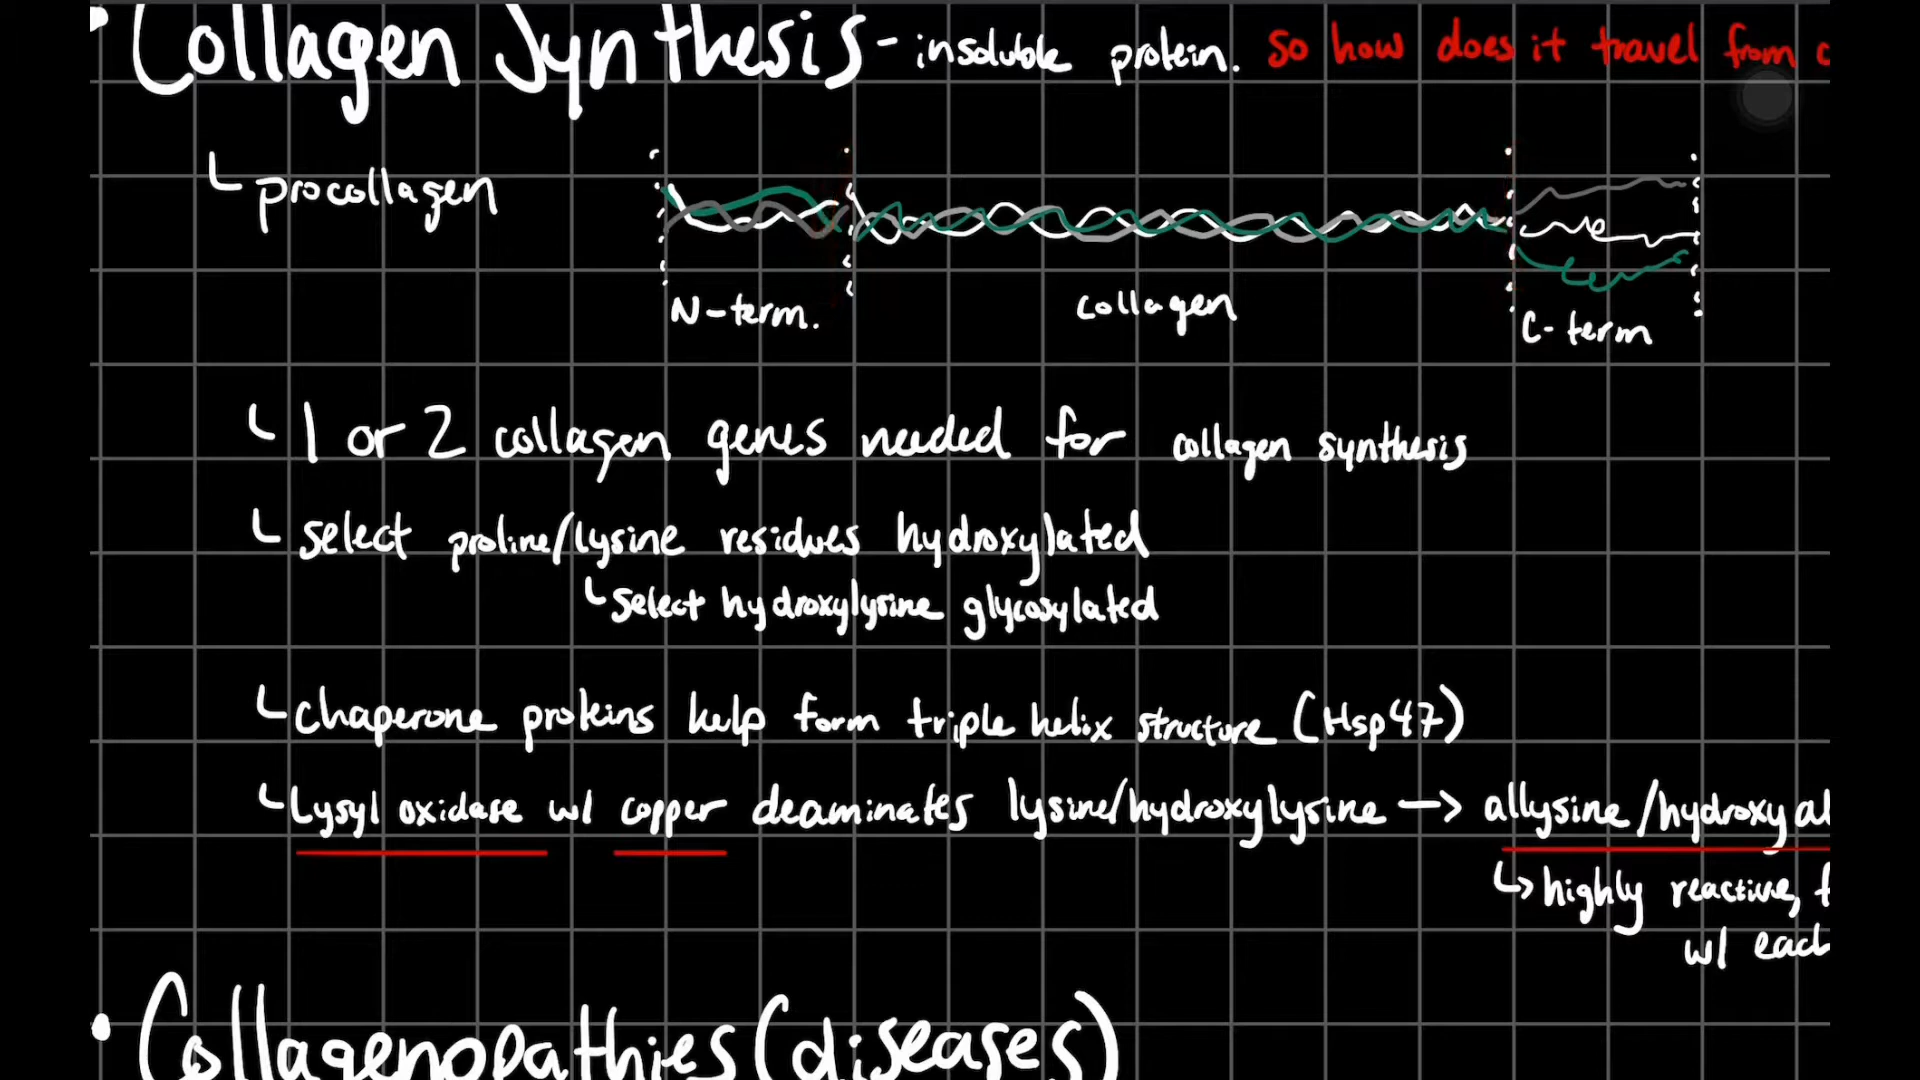 • Collagen Synthesis - insoluble protein. So how does it travel from
procollagen
N-term.
collagen
C-term
1 or 2 collagen genes needed for collagen synthesis
select proline/lysine residues hydroxylated
select hydroxylysine glycosylated
chaperone proteins help form triple helix structure (Hsp47)
Lysyl oxidase w/ copper deaminates lysine/hydroxylysine → allysine/hydroxyal
↳ highly reactive,
w/ each
• Collagenopathies (diseases)